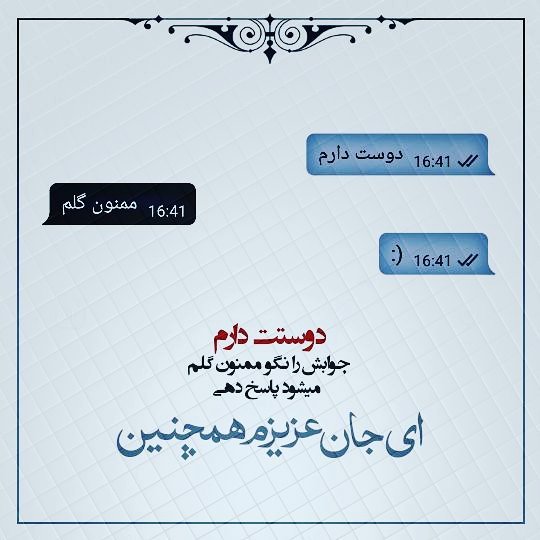 دوست دارم 16:41
ممنون گلم 16:41
:) 16:41
دوستت دارم
جوابش را نگو ممنون گلم
میشود پاسخ دهی
ای جان عزیزم همچنین